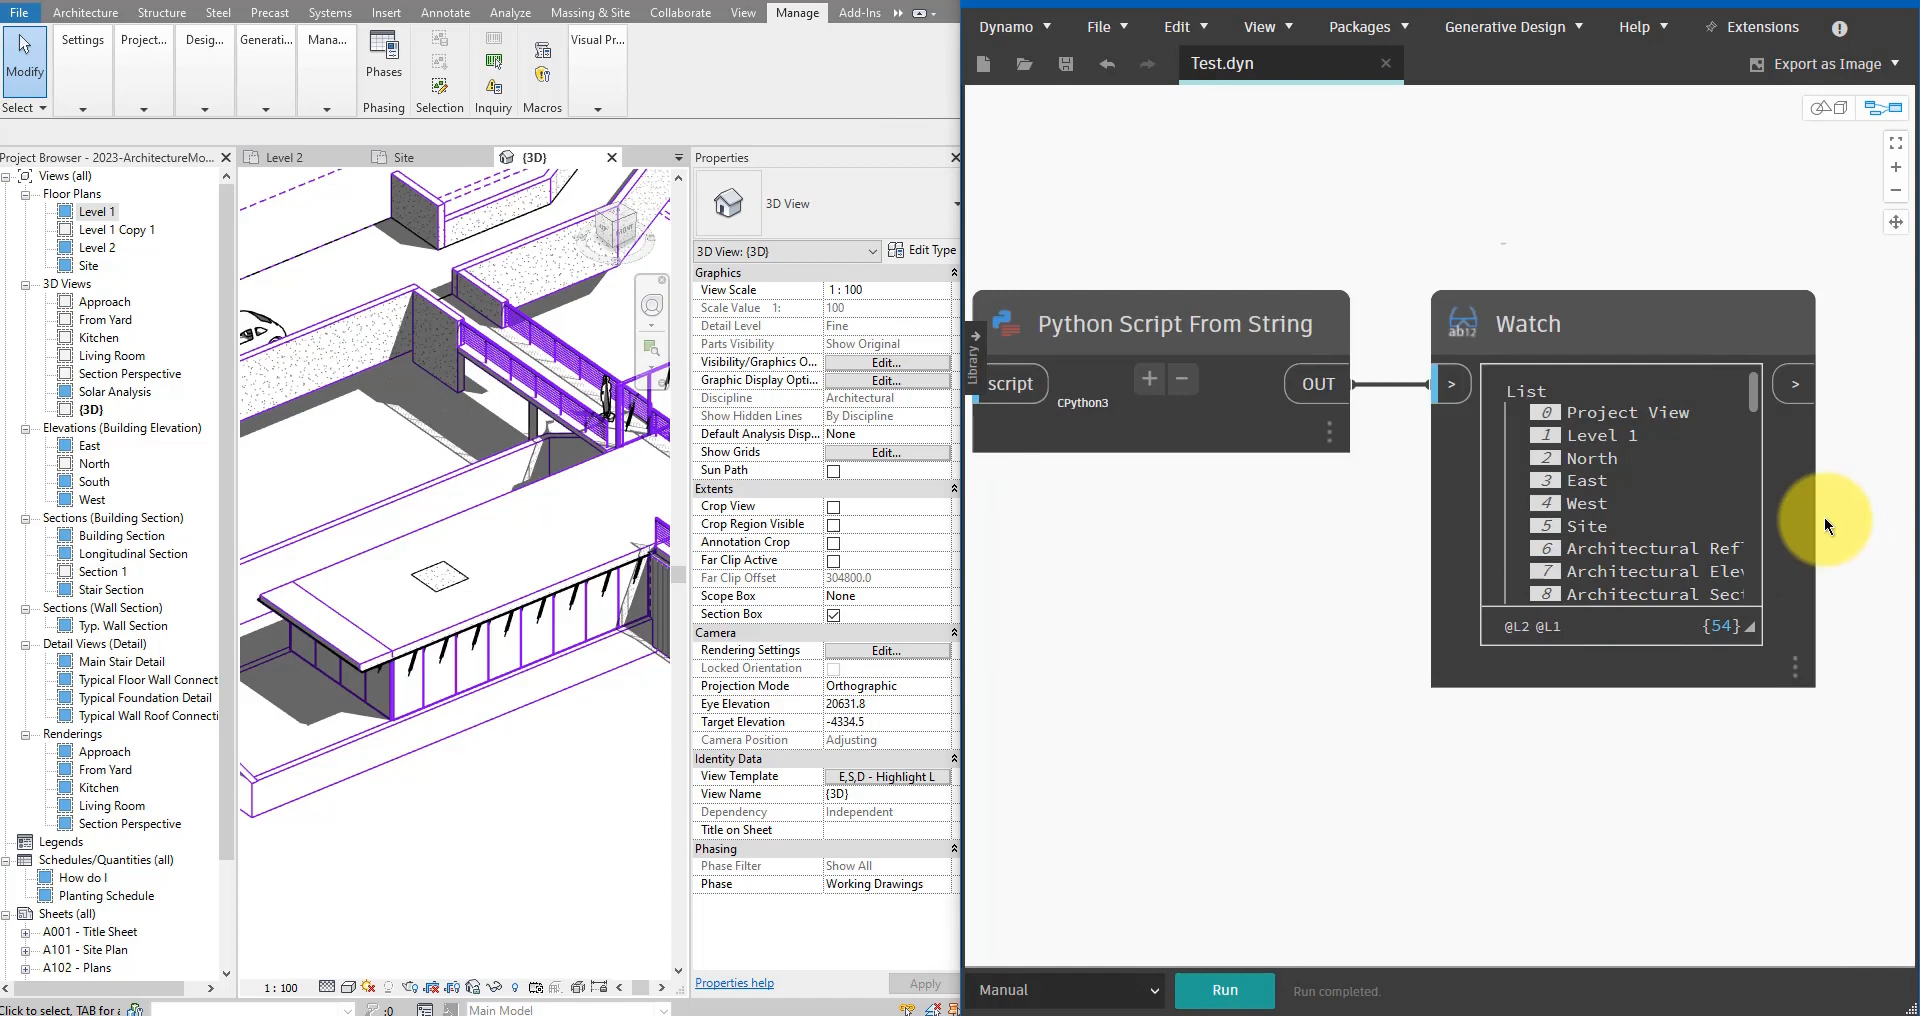 File Architecture Structure Steel Precast Systems Insert Annotate Analyze Massing & Site Collaborate View Manage Add-Ins
Modify
Select
Settings
Project...
Desig...
Generati...
Mana...
Phases
Phasing
Selection
Inquiry
Macros
Visual Pr...
Project Browser - 2023-ArchitectureMo...
Views (all)
Floor Plans
Level 1
Level 1 Copy 1
Level 2
Site
3D Views
Approach
From Yard
Kitchen
Living Room
Section Perspective
Solar Analysis
{3D}
Elevations (Building Elevation)
East
North
South
West
Sections (Building Section)
Building Section
Longitudinal Section
Section 1
Stair Section
Sections (Wall Section)
Typ. Wall Section
Detail Views (Detail)
Main Stair Detail
Typical Floor Wall Connect
Typical Foundation Detail
Typical Wall Roof Connecti
Renderings
Approach
From Yard
Kitchen
Living Room
Section Perspective
Legends
Schedules/Quantities (all)
How do I
Planting Schedule
Sheets (all)
A001 - Title Sheet
A101 - Site Plan
A102 - Plans
Click to select, TAB for a
Level 2
Site
{3D}
FRONT
1 : 100
:0
Main Model
Properties
3D View
3D View: {3D}
Edit Type
Graphics
View Scale 1 : 100
Scale Value 1: 100
Detail Level Fine
Parts Visibility Show Original
Visibility/Graphics O... Edit...
Graphic Display Opti... Edit...
Discipline Architectural
Show Hidden Lines By Discipline
Default Analysis Disp... None
Show Grids Edit...
Sun Path
Extents
Crop View
Crop Region Visible
Annotation Crop
Far Clip Active
Far Clip Offset 304800.0
Scope Box None
Section Box
Camera
Rendering Settings Edit...
Locked Orientation
Projection Mode Orthographic
Eye Elevation 20631.8
Target Elevation -4334.5
Camera Position Adjusting
Identity Data
View Template E,S,D - Highlight L
View Name {3D}
Dependency Independent
Title on Sheet
Phasing
Phase Filter Show All
Phase Working Drawings
Properties help
Apply
Dynamo File Edit View Packages Generative Design Help Extensions
Test.dyn
Export as Image
Library
Python Script From String
script
+ −
OUT
CPython3
ab12
Watch
>
>
List
0 Project View
1 Level 1
2 North
3 East
4 West
5 Site
6 Architectural Ref
7 Architectural Ele
8 Architectural Sec
@L2 @L1
{54}
Manual
Run
Run completed.